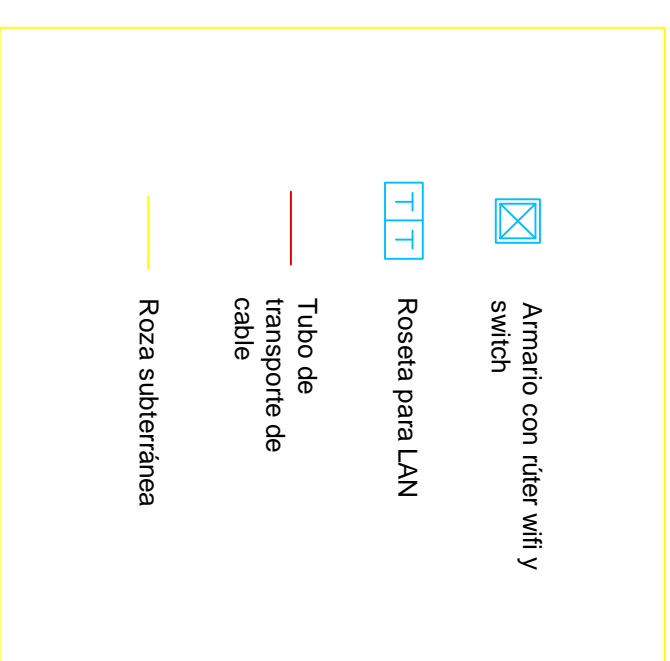 Armario con rúter wifi y
switch
T T
Roseta para LAN
Tubo de
transporte de
cable
Roza subterránea